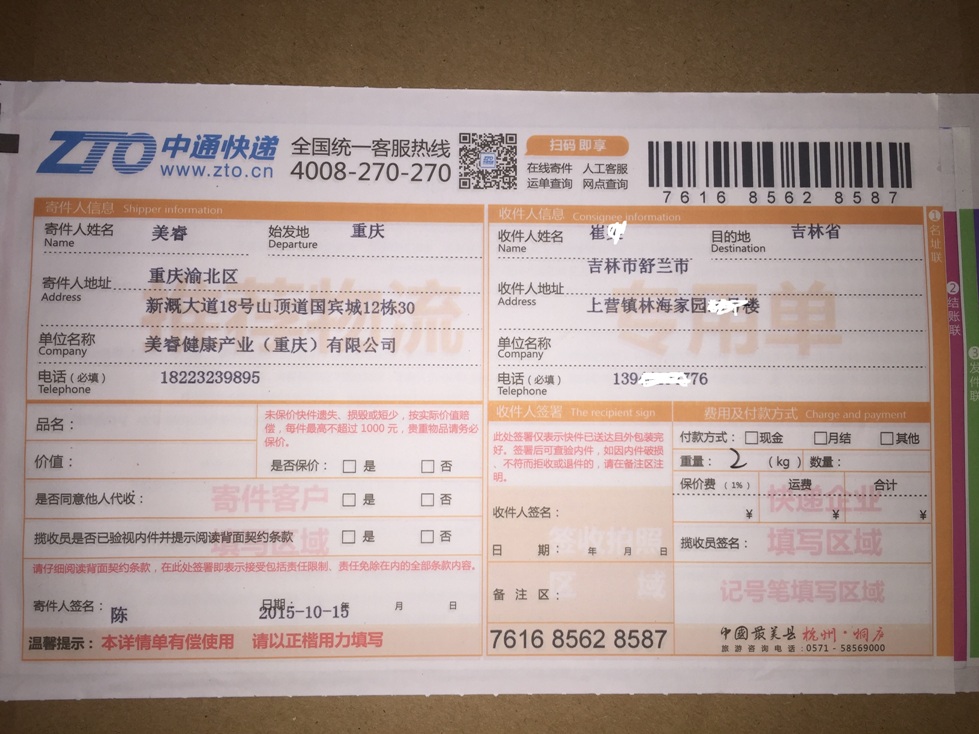 ZTO 中通快递
www.zto.cn
全国统一客服热线
4008-270-270
扫码即享
在线寄件 人工客服
运单查询 网点查询
7616 8562 8587
寄件人信息 Shipper information
寄件人姓名 美睿 始发地 重庆
Name Departure
重庆渝北区
寄件人地址
Address
新溉大道18号山顶道国宾城12栋30
单位名称 美睿健康产业（重庆）有限公司
Company
电话（必填） 18223239895
Telephone
收件人信息 Consignee information
收件人姓名 崔 目的地 吉林省
Name Destination
吉林市舒兰市
收件人地址
Address
上营镇林海家园 楼
单位名称
Company
电话（必填） 139 776
Telephone
专用单
品名：
价值：
未保价快件遗失、损毁或短少，按实际价值赔
偿，每件最高不超过 1000 元，贵重物品请务必
保价。
是否保价： 是 否
是否同意他人代收： 是 否
寄件客户
揽收员是否已验视内件并提示阅读背面契约条款 是 否
填写区域
请仔细阅读背面契约条款，在此处签署即表示接受包括责任限制、责任免除在内的全部条款内容。
寄件人签名： 陈 日期： 2015-10-15 年 月 日
温馨提示：本详情单有偿使用 请以正楷用力填写
收件人签署 The recipient sign
此处签署仅表示快件已送达且外包装完
好。签署后可查验内件，如因内件破损
、不符而拒收或退件的，请在备注区注
明。
收件人签名：
签收拍照
日 期： 年 月 日
区 域
备 注 区：
7616 8562 8587
费用及付款方式 Charge and payment
付款方式： 现金 月结 其他
重量： 2 （kg） 数量：
保价费（1%） 运费 合计
快递企业
¥ ¥ ¥
揽收员签名： 填写区域
记号笔填写区域
中国最美县 杭州·桐庐
旅游咨询电话：0571-58569000
1 名址联
2 结账联
3 发件联